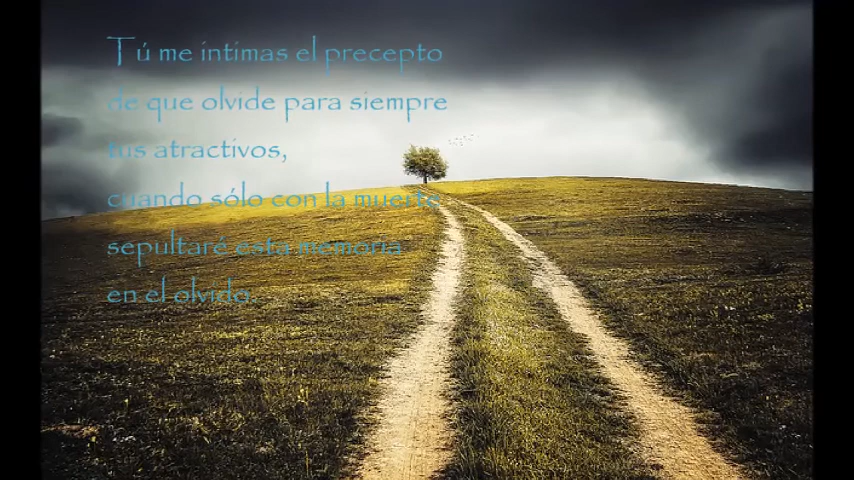 Tú me intimas el precepto
de que olvide para siempre
tus atractivos,
cuando sólo con la muerte
sepultaré esta memoria
en el olvido.